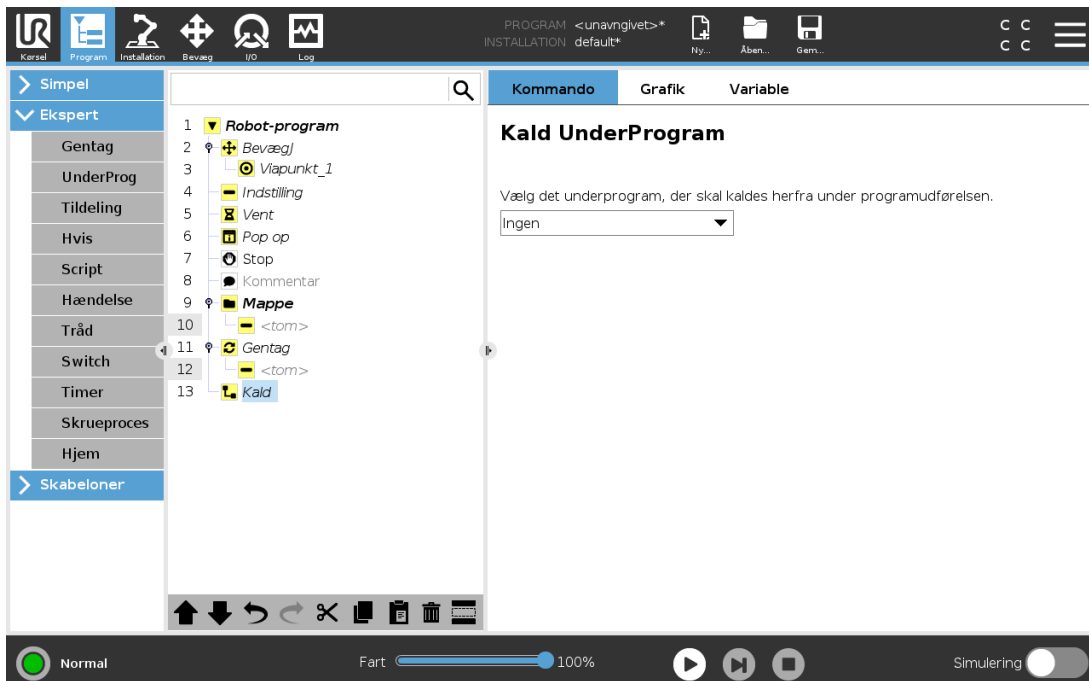 PROGRAM <unavngivet>*
INSTALLATION default*
Kørsel Program Installation Bevæg I/O Log Ny... Åben... Gem...
C C
C C
Simpel
Ekspert
Gentag
UnderProg
Tildeling
Hvis
Script
Hændelse
Tråd
Switch
Timer
Skrueproces
Hjem
Skabeloner
1 Robot-program
2 BevægJ
3 Viapunkt_1
4 Indstilling
5 Vent
6 Pop op
7 Stop
8 Kommentar
9 Mappe
10 <tom>
11 Gentag
12 <tom>
13 Kald
Kommando Grafik Variable
Kald UnderProgram
Vælg det underprogram, der skal kaldes herfra under programudførelsen.
Ingen
Normal Fart 100% Simulering